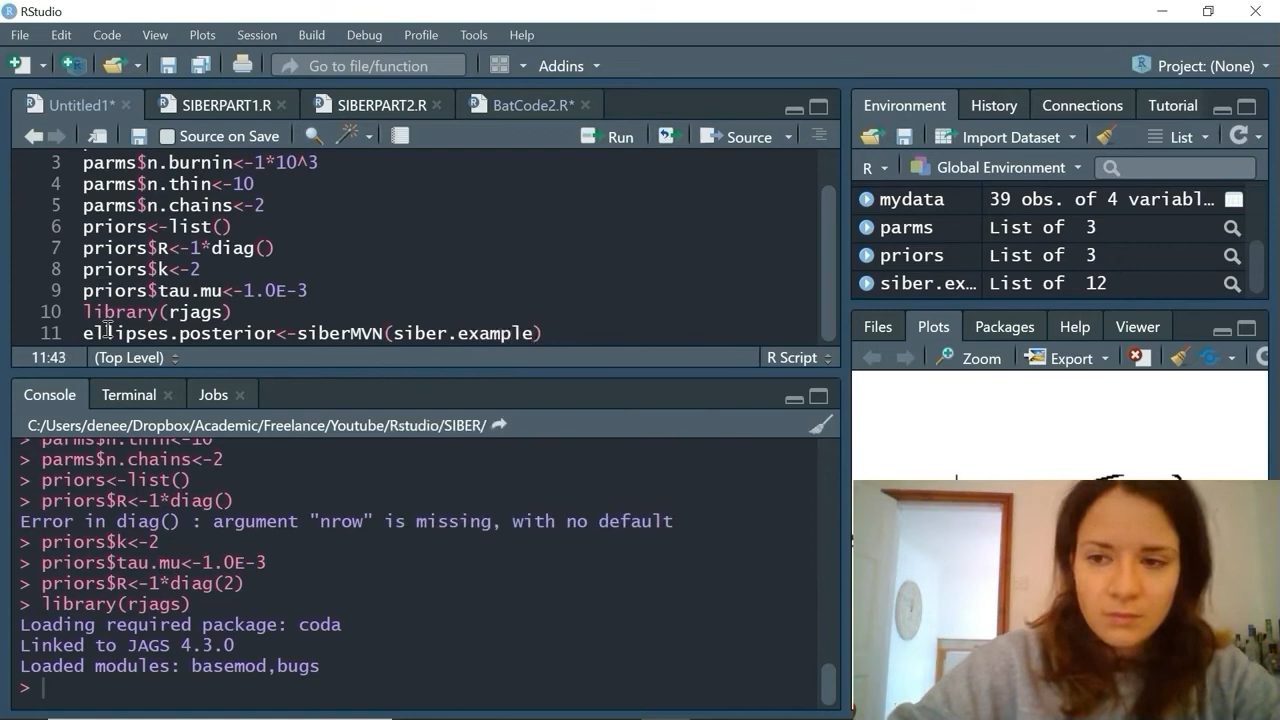 RStudio
File Edit Code View Plots Session Build Debug Profile Tools Help
Go to file/function Addins Project: (None)
Untitled1* SIBERPART1.R SIBERPART2.R BatCode2.R*
Source on Save Run Source
3 parms$n.burnin<-1*10^3
4 parms$n.thin<-10
5 parms$n.chains<-2
6 priors<-list()
7 priors$R<-1*diag()
8 priors$k<-2
9 priors$tau.mu<-1.0E-3
10 library(rjags)
11 ellipses.posterior<-siberMVN(siber.example)
11:43 (Top Level) R Script
Console Terminal Jobs
C:/Users/denee/Dropbox/Academic/Freelance/Youtube/Rstudio/SIBER/
> parms$n.thin<-10
> parms$n.chains<-2
> priors<-list()
> priors$R<-1*diag()
Error in diag() : argument "nrow" is missing, with no default
> priors$k<-2
> priors$tau.mu<-1.0E-3
> priors$R<-1*diag(2)
> library(rjags)
Loading required package: coda
Linked to JAGS 4.3.0
Loaded modules: basemod,bugs
>
Environment History Connections Tutorial
Import Dataset List
R Global Environment
mydata 39 obs. of 4 variabl…
parms List of 3
priors List of 3
siber.ex… List of 12
Files Plots Packages Help Viewer
Zoom Export